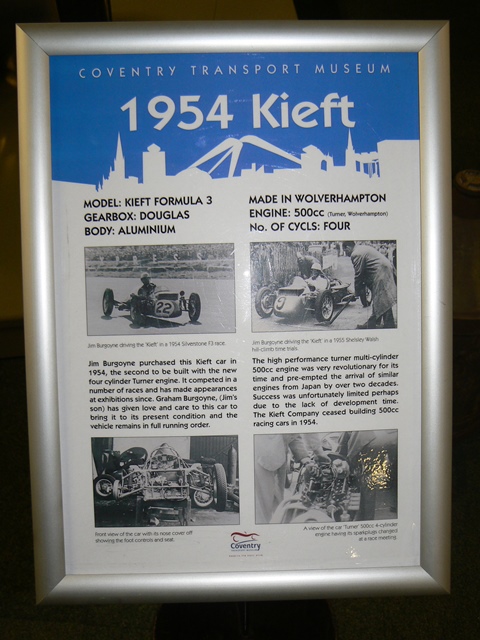 COVENTRY TRANSPORT MUSEUM
1954 Kieft
MODEL: KIEFT FORMULA 3
GEARBOX: DOUGLAS
BODY: ALUMINIUM
MADE IN WOLVERHAMPTON
ENGINE: 500cc (Turner, Wolverhampton)
No. OF CYCLS: FOUR
22
Jim Burgoyne driving the 'Kieft' in a 1954 Silverstone F3 race.
Jim Burgoyne driving the 'Kieft' in a 1955 Shelsley Walsh
hill-climb time trials.
Jim Burgoyne purchased this Kieft car in
1954, the second to be built with the new
four cylinder Turner engine. It competed in a
number of races and has made appearances
at exhibitions since. Graham Burgoyne, (Jim's
son) has given love and care to this car to
bring it to its present condition and the
vehicle remains in full running order.
The high performance turner multi-cylinder
500cc engine was very revolutionary for its
time and pre-empted the arrival of similar
engines from Japan by over two decades.
Success was unfortunately limited perhaps
due to the lack of development time.
The Kieft Company ceased building 500cc
racing cars in 1954.
Front view of the car with its nose cover off
showing the foot controls and seat.
A view of the car 'Turner' 500cc 4-cylinder
engine having its sparkplugs changed
at a race meeting.
Coventry